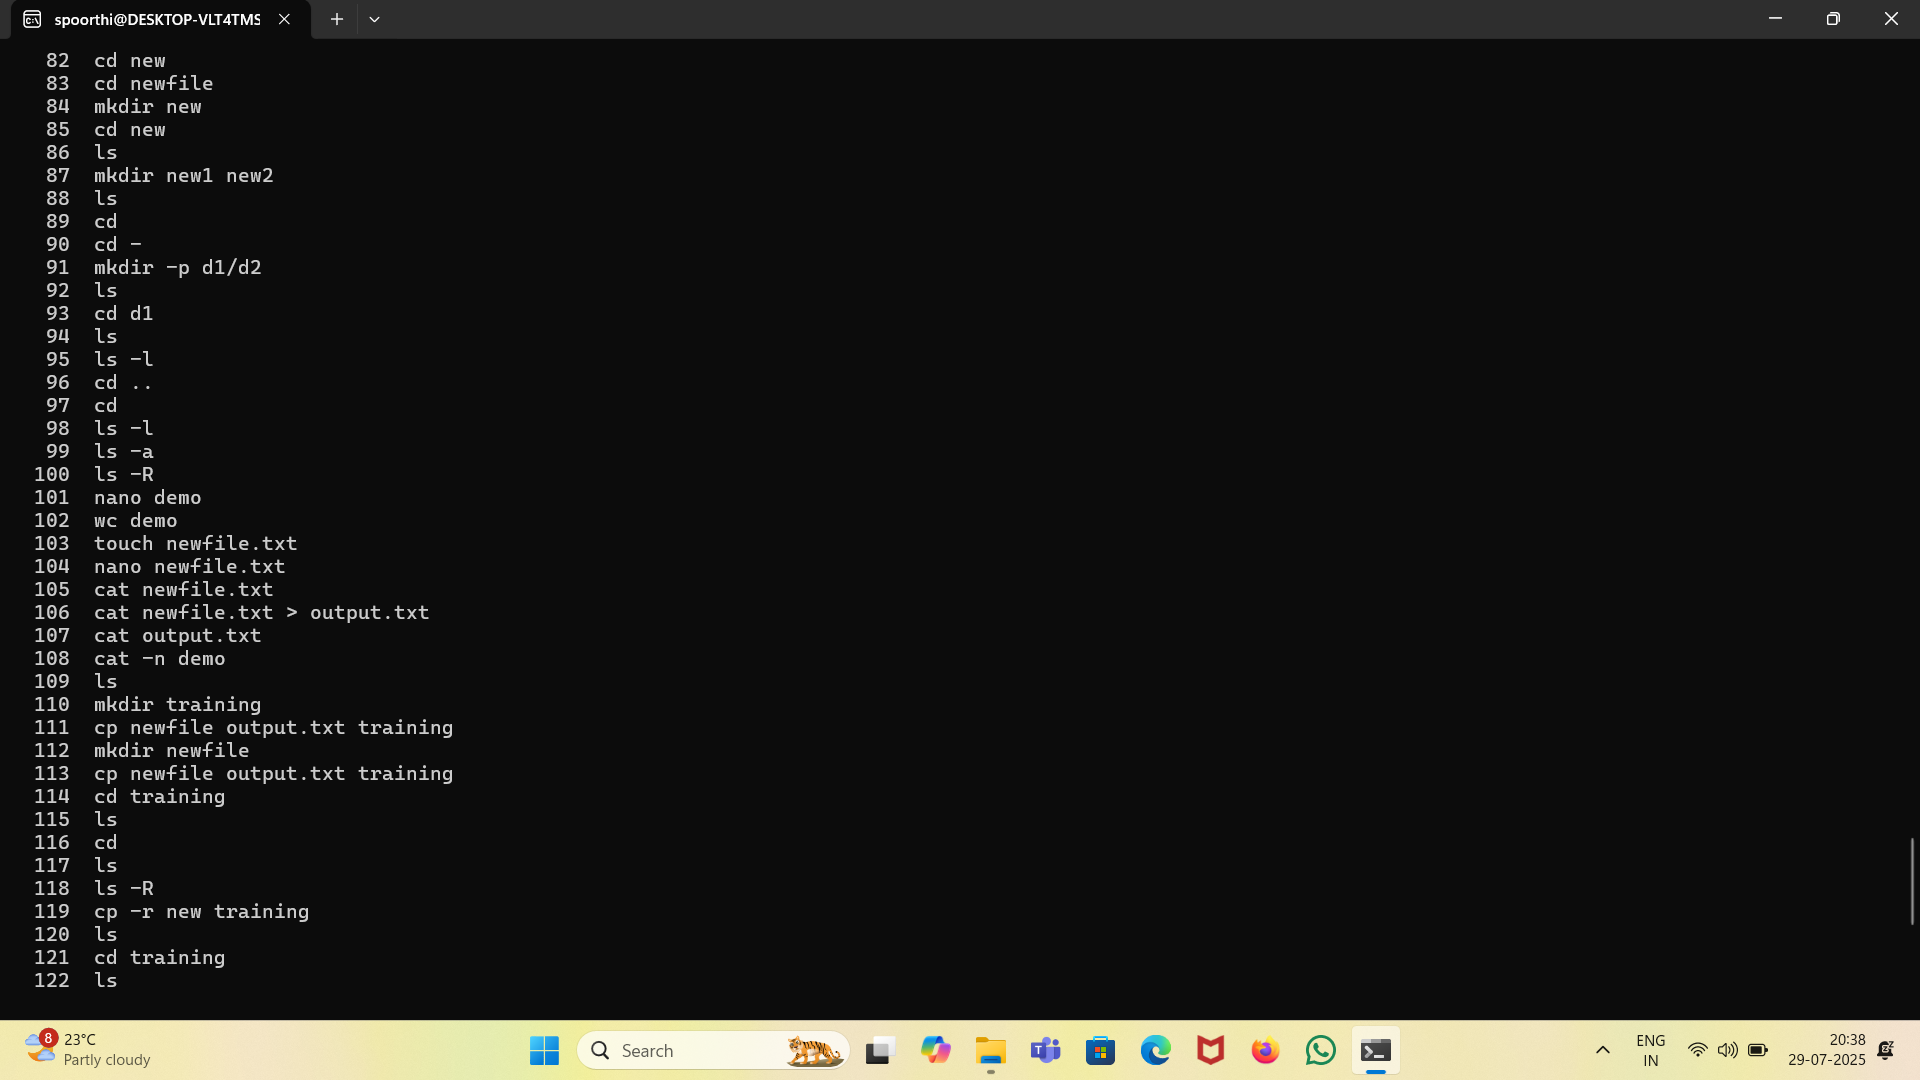 spoorthi@DESKTOP-VLT4TMS
82 cd new
83 cd newfile
84 mkdir new
85 cd new
86 ls
87 mkdir new1 new2
88 ls
89 cd
90 cd -
91 mkdir -p d1/d2
92 ls
93 cd d1
94 ls
95 ls -l
96 cd ..
97 cd
98 ls -l
99 ls -a
100 ls -R
101 nano demo
102 wc demo
103 touch newfile.txt
104 nano newfile.txt
105 cat newfile.txt
106 cat newfile.txt > output.txt
107 cat output.txt
108 cat -n demo
109 ls
110 mkdir training
111 cp newfile output.txt training
112 mkdir newfile
113 cp newfile output.txt training
114 cd training
115 ls
116 cd
117 ls
118 ls -R
119 cp -r new training
120 ls
121 cd training
122 ls
8 23°C
Partly cloudy
Search
ENG
IN
20:38
29-07-2025